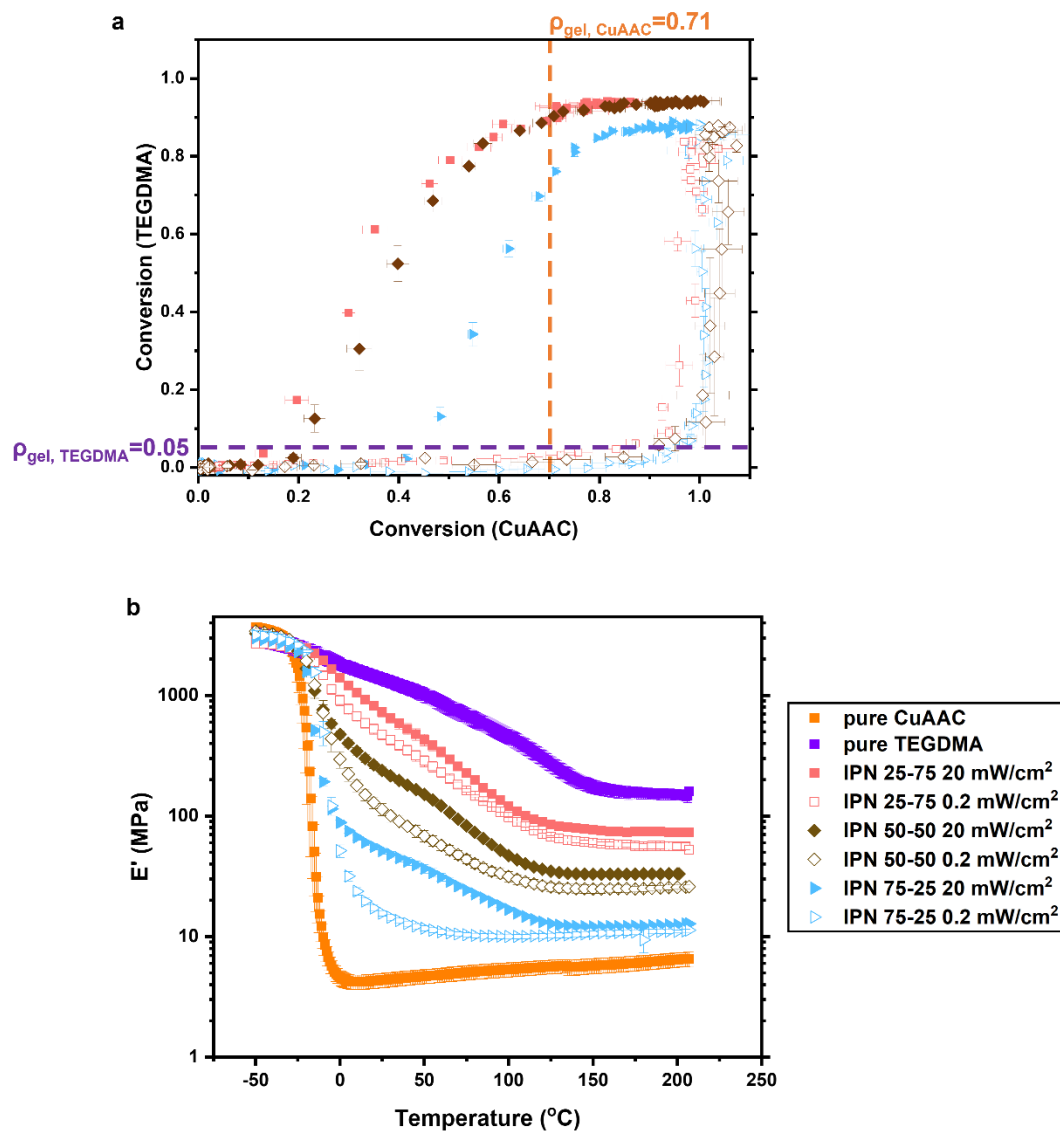 a
ρgel, CuAAC=0.71
1.0
0.8
0.6
0.4
0.2
0.0
Conversion (TEGDMA)
ρgel, TEGDMA=0.05
0.0 0.2 0.4 0.6 0.8 1.0
Conversion (CuAAC)
b
1000
100
10
1
E' (MPa)
-50 0 50 100 150 200 250
Temperature (°C)
pure CuAAC
pure TEGDMA
IPN 25-75 20 mW/cm²
IPN 25-75 0.2 mW/cm²
IPN 50-50 20 mW/cm²
IPN 50-50 0.2 mW/cm²
IPN 75-25 20 mW/cm²
IPN 75-25 0.2 mW/cm²